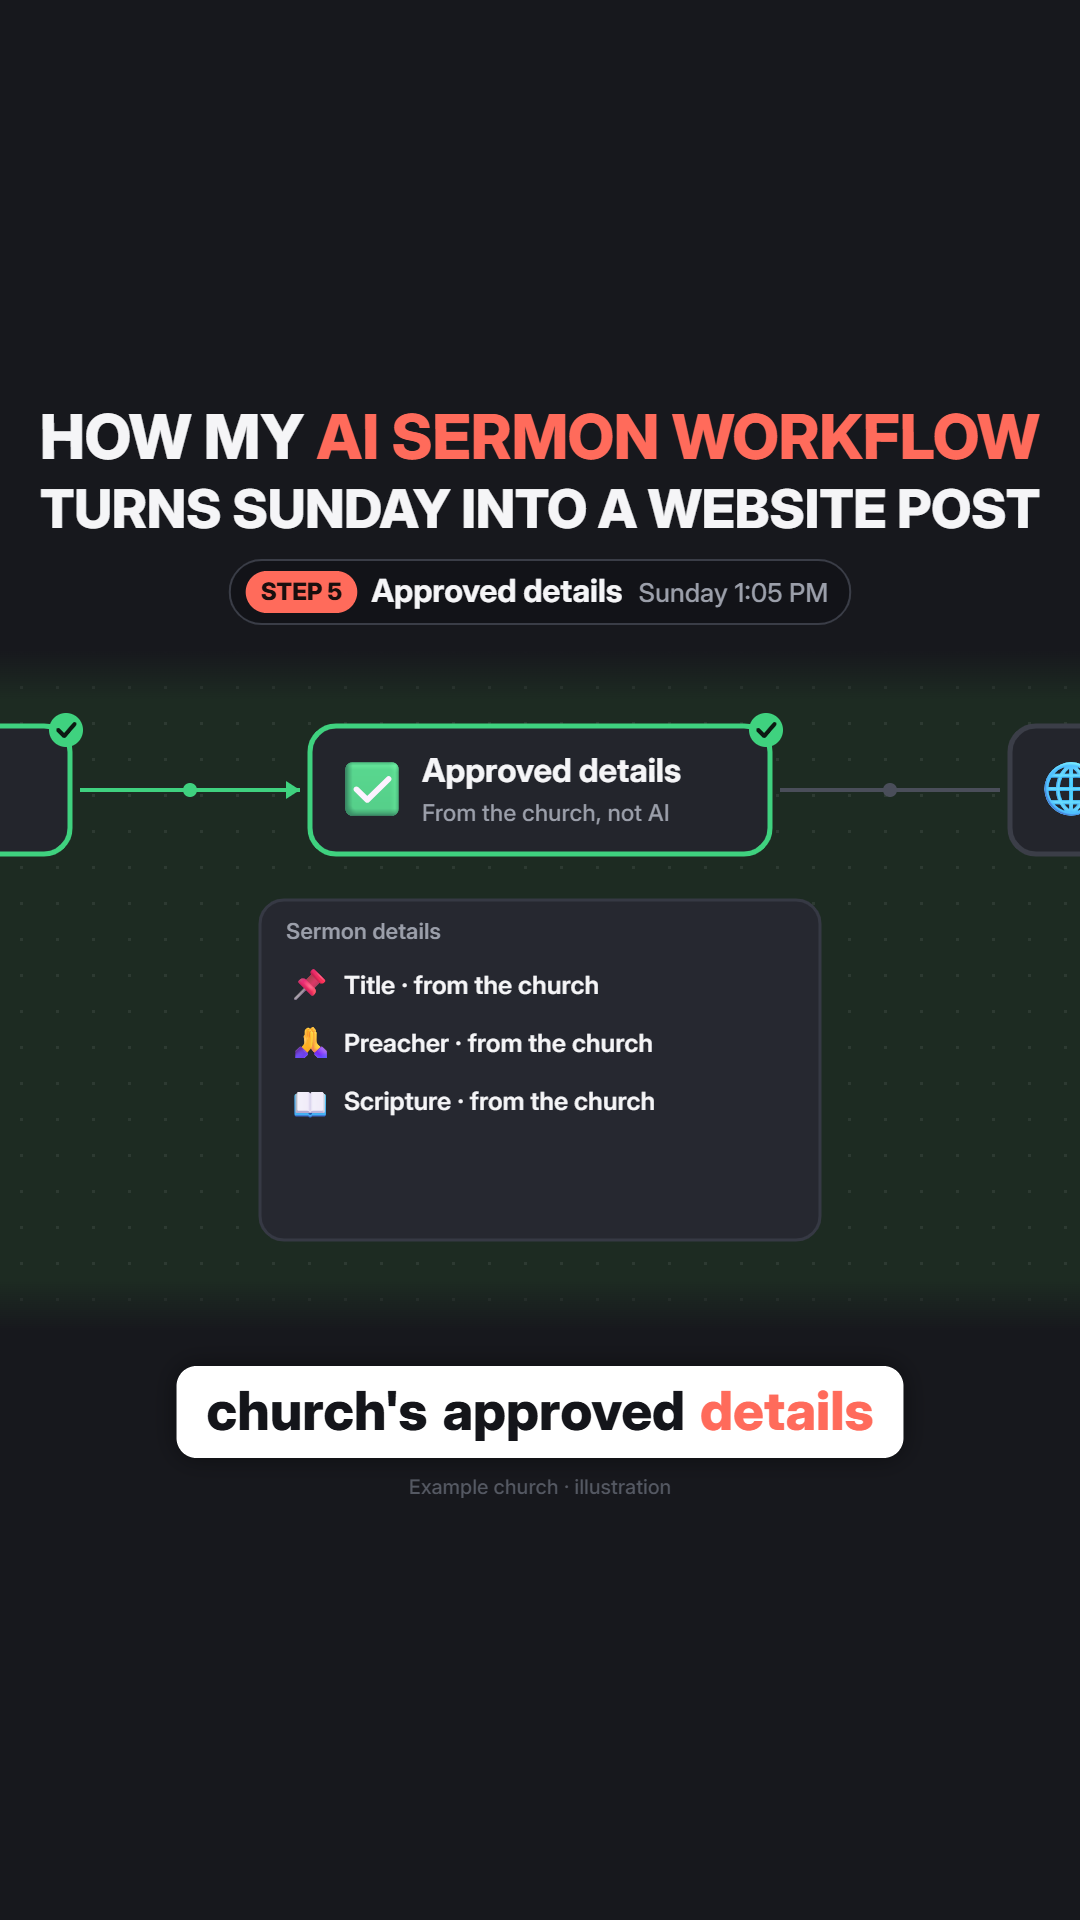 HOW MY AI SERMON WORKFLOW
TURNS SUNDAY INTO A WEBSITE POST
STEP 5 Approved details Sunday 1:05 PM
Approved details
From the church, not AI
Sermon details
Title · from the church
Preacher · from the church
Scripture · from the church
church's approved details
Example church · illustration